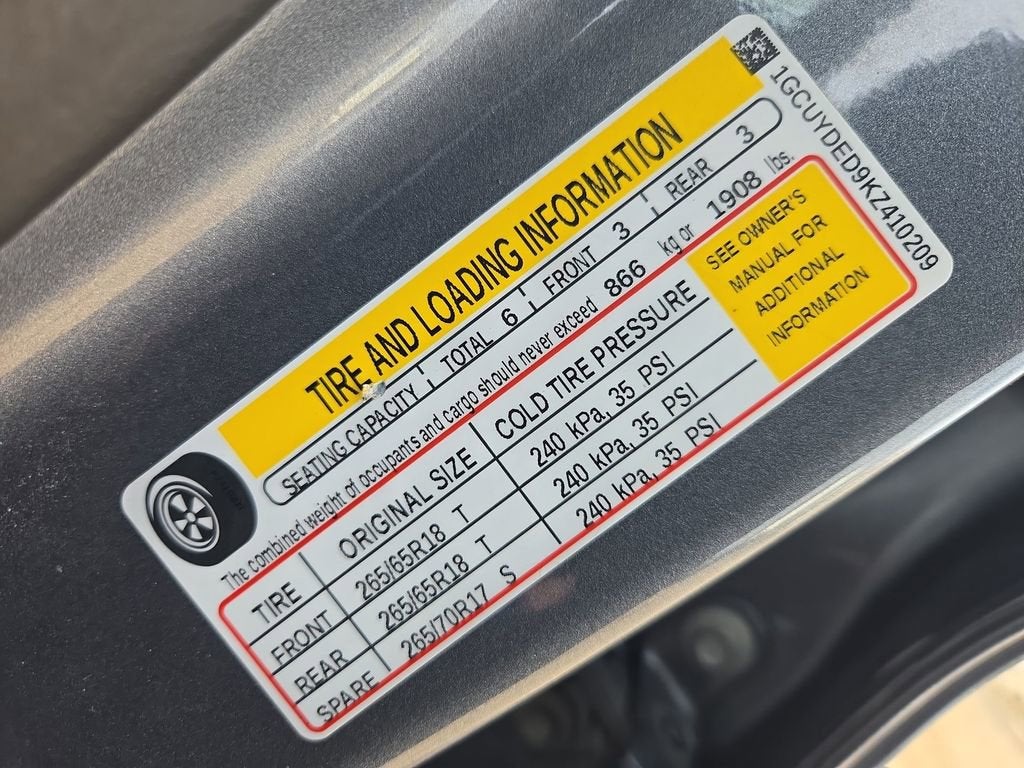 1GCUYDED9KZ410209
TIRE AND LOADING INFORMATION
SEATING CAPACITY TOTAL 6 FRONT 3 REAR 3
The combined weight of occupants and cargo should never exceed 866 kg or 1908 lbs.
TIRE ORIGINAL SIZE COLD TIRE PRESSURE
FRONT 265/65R18 T 240 kPa, 35 PSI
REAR 265/65R18 T 240 kPa, 35 PSI
SPARE 265/70R17 S 240 kPa, 35 PSI
SEE OWNER'S
MANUAL FOR
ADDITIONAL
INFORMATION